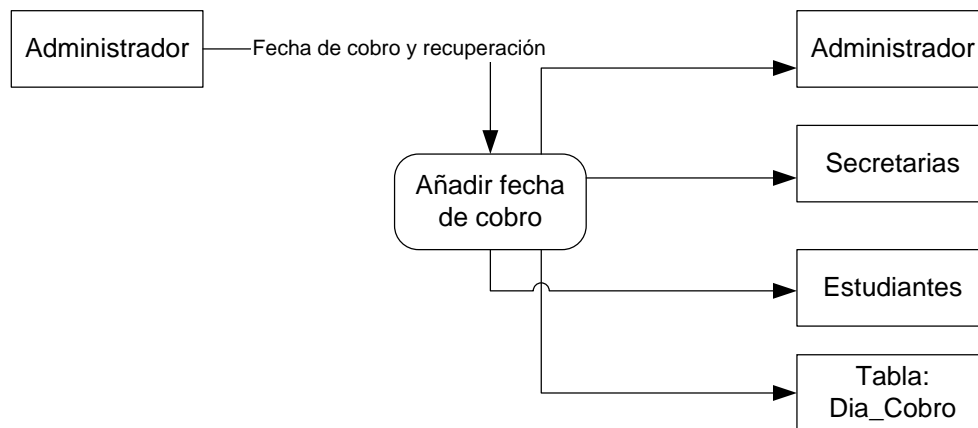 Administrador
Fecha de cobro y recuperación
Administrador
Añadir fecha
de cobro
Secretarias
Estudiantes
Tabla:
Dia_Cobro